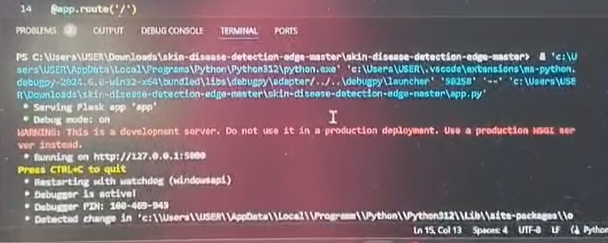 14 @app.route('/')
PROBLEMS OUTPUT DEBUG CONSOLE TERMINAL PORTS
PS C:\Users\USER\Downloads\skin-disease-detection-edge-master\skin-disease-detection-edge-master> & 'c:\U
sers\USER\AppData\Local\Programs\Python\Python312\python.exe' 'c:\Users\USER\.vscode\extensions\ms-python.
debugpy-2024.6.0-win32-x64\bundled\libs\debugpy\adapter/../..\debugpy\launcher' '50258' '--' 'C:\Users\USE
R\Downloads\skin-disease-detection-edge-master\skin-disease-detection-edge-master\app.py'
* Serving Flask app 'app'
* Debug mode: on
WARNING: This is a development server. Do not use it in a production deployment. Use a production WSGI ser
ver instead.
* Running on http://127.0.0.1:5000
Press CTRL+C to quit
* Restarting with watchdog (windowsapi)
* Debugger is active!
* Debugger PIN: 100-469-943
* Detected change in 'c:\\Users\\USER\\AppData\\Local\\Programs\\Python\\Python312\\Lib\\site-packages\\o
Ln 15, Col 13 Spaces: 4 UTF-8 LF Python